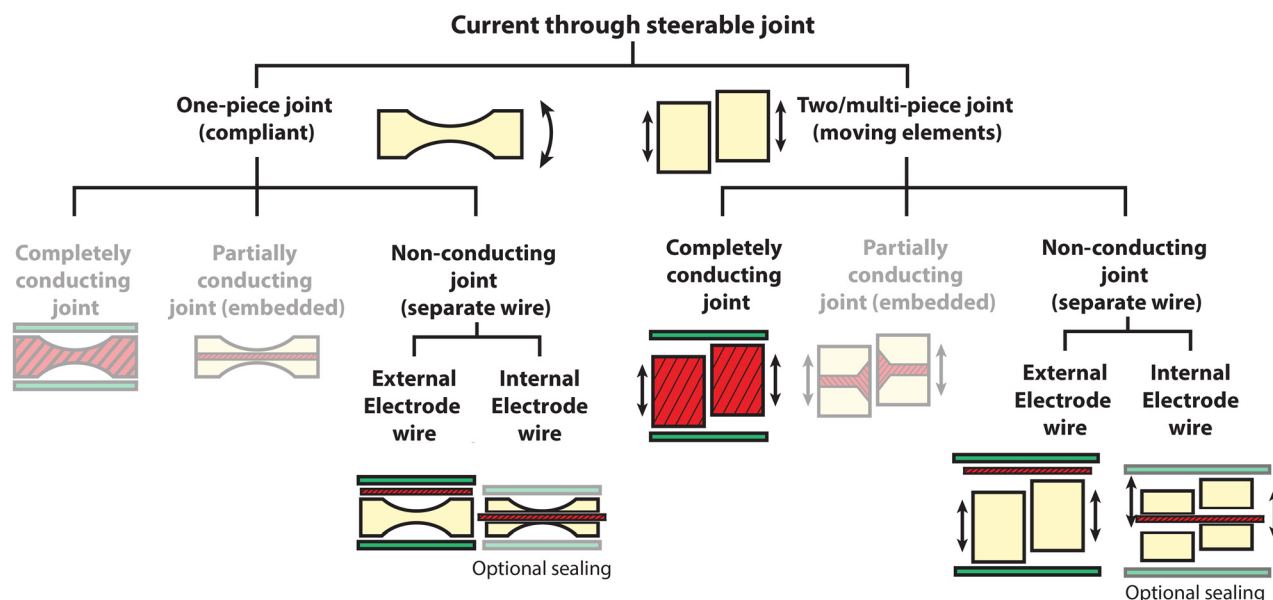 Current through steerable joint
One-piece joint
(compliant)
Two/multi-piece joint
(moving elements)
Completely
conducting
joint
Partially
conducting
joint (embedded)
Non-conducting
joint
(separate wire)
External
Electrode
wire
Internal
Electrode
wire
Optional sealing
Completely
conducting
joint
Partially
conducting
joint (embedded)
Non-conducting
joint
(separate wire)
External
Electrode
wire
Internal
Electrode
wire
Optional sealing